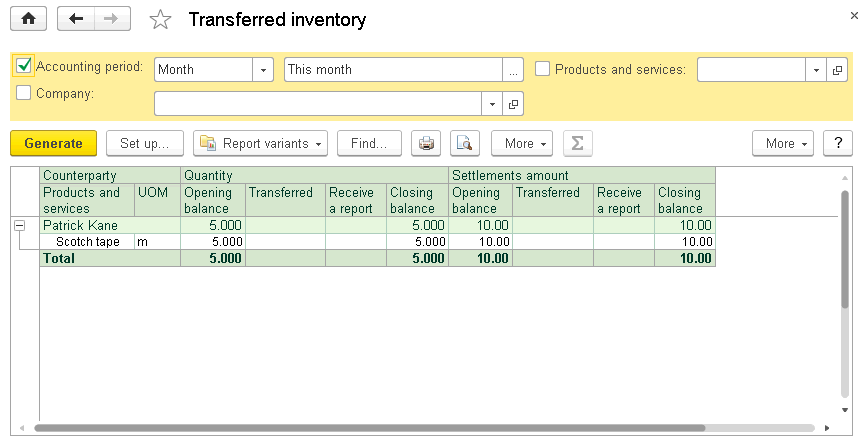 Transferred inventory
Accounting period: Month This month ... Products and services:
Company:
Generate Set up... Report variants Find... More Σ More ?
Counterparty Quantity Settlements amount
Products and services UOM Opening balance Transferred Receive a report Closing balance Opening balance Transferred Receive a report Closing balance
Patrick Kane 5.000 5.000 10.00 10.00
Scotch tape m 5.000 5.000 10.00 10.00
Total 5.000 5.000 10.00 10.00